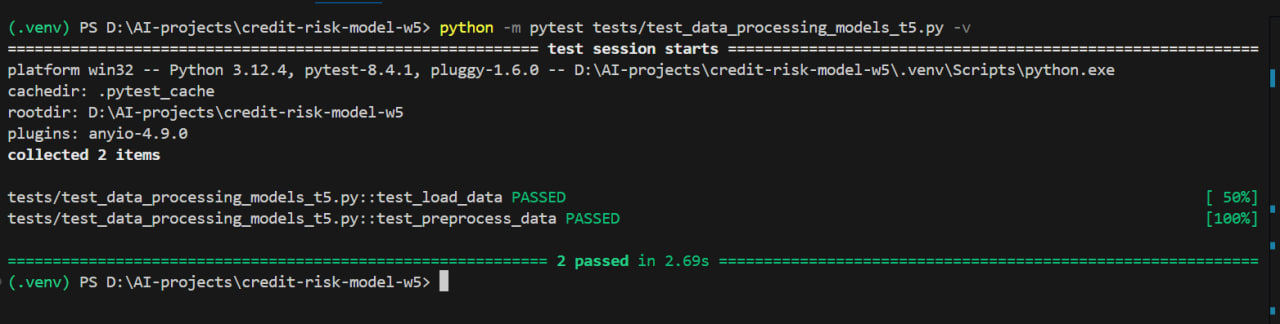 (.venv) PS D:\AI-projects\credit-risk-model-w5> python -m pytest tests/test_data_processing_models_t5.py -v
========================================================== test session starts ==========================================================
platform win32 -- Python 3.12.4, pytest-8.4.1, pluggy-1.6.0 -- D:\AI-projects\credit-risk-model-w5\.venv\Scripts\python.exe
cachedir: .pytest_cache
rootdir: D:\AI-projects\credit-risk-model-w5
plugins: anyio-4.9.0
collected 2 items
tests/test_data_processing_models_t5.py::test_load_data PASSED [ 50%]
tests/test_data_processing_models_t5.py::test_preprocess_data PASSED [100%]
=========================================================== 2 passed in 2.69s ===========================================================
(.venv) PS D:\AI-projects\credit-risk-model-w5>